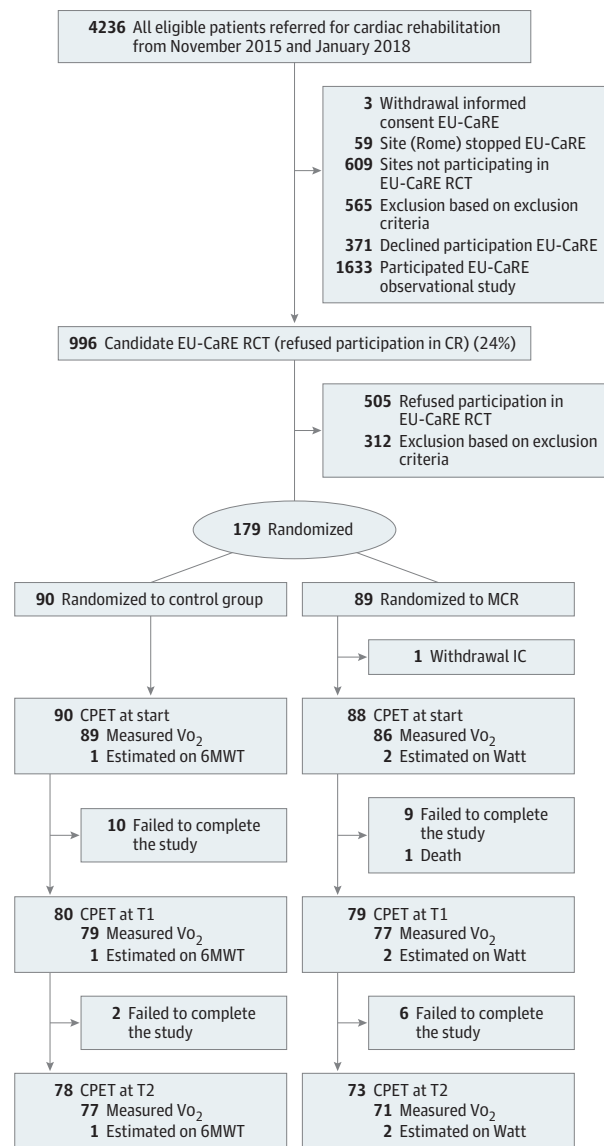 4236 All eligible patients referred for cardiac rehabilitation
from November 2015 and January 2018
3 Withdrawal informed
consent EU-CaRE
59 Site (Rome) stopped EU-CaRE
609 Sites not participating in
EU-CaRE RCT
565 Exclusion based on exclusion
criteria
371 Declined participation EU-CaRE
1633 Participated EU-CaRE
observational study
996 Candidate EU-CaRE RCT (refused participation in CR) (24%)
505 Refused participation in
EU-CaRE RCT
312 Exclusion based on exclusion
criteria
179 Randomized
90 Randomized to control group
89 Randomized to MCR
1 Withdrawal IC
90 CPET at start
89 Measured Vo₂
1 Estimated on 6MWT
88 CPET at start
86 Measured Vo₂
2 Estimated on Watt
10 Failed to complete
the study
9 Failed to complete
the study
1 Death
80 CPET at T1
79 Measured Vo₂
1 Estimated on 6MWT
79 CPET at T1
77 Measured Vo₂
2 Estimated on Watt
2 Failed to complete
the study
6 Failed to complete
the study
78 CPET at T2
77 Measured Vo₂
1 Estimated on 6MWT
73 CPET at T2
71 Measured Vo₂
2 Estimated on Watt